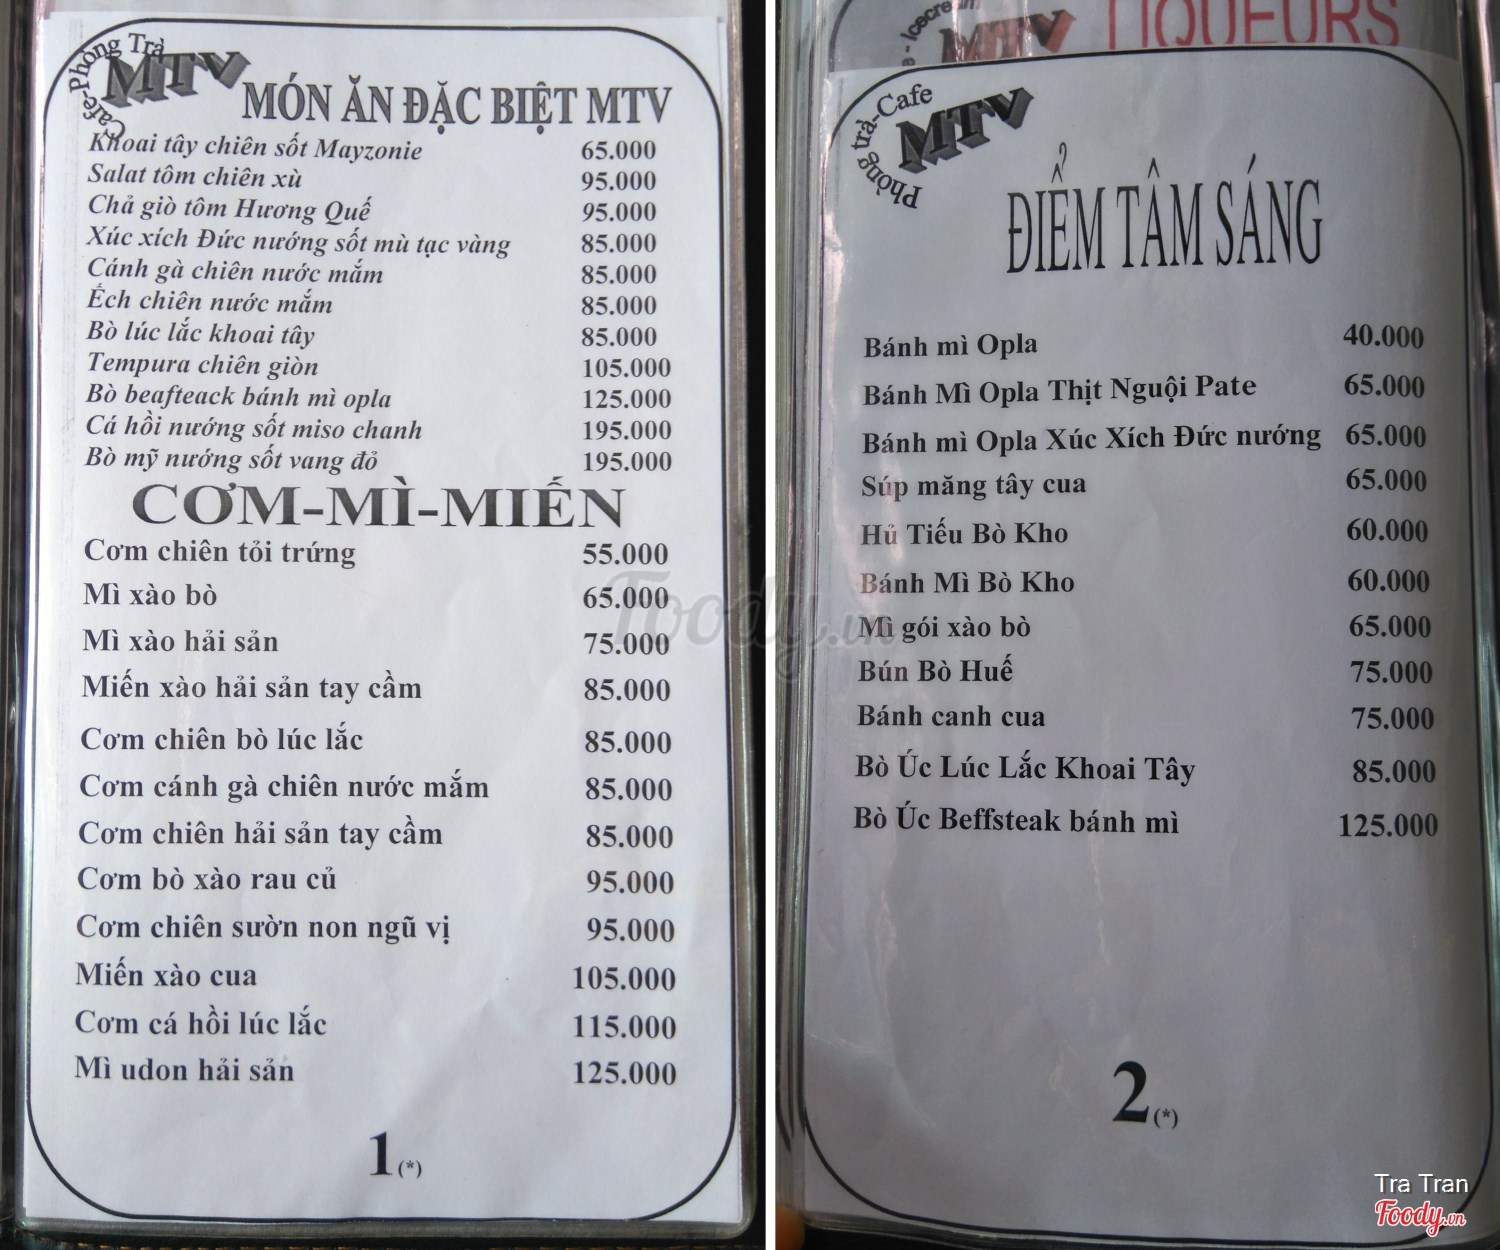 Cafe-Phòng Trà
MTV
MÓN ĂN ĐẶC BIỆT MTV
Khoai tây chiên sốt Mayzonie 65.000
Salat tôm chiên xù 95.000
Chả giò tôm Hương Quế 95.000
Xúc xích Đức nướng sốt mù tạc vàng 85.000
Cánh gà chiên nước mắm 85.000
Ếch chiên nước mắm 85.000
Bò lúc lắc khoai tây 85.000
Tempura chiên giòn 105.000
Bò beafteack bánh mì opla 125.000
Cá hồi nướng sốt miso chanh 195.000
Bò mỹ nướng sốt vang đỏ 195.000
CƠM-MÌ-MIẾN
Cơm chiên tỏi trứng 55.000
Mì xào bò 65.000
Mì xào hải sản 75.000
Miến xào hải sản tay cầm 85.000
Cơm chiên bò lúc lắc 85.000
Cơm cánh gà chiên nước mắm 85.000
Cơm chiên hải sản tay cầm 85.000
Cơm bò xào rau củ 95.000
Cơm chiên sườn non ngũ vị 95.000
Miến xào cua 105.000
Cơm cá hồi lúc lắc 115.000
Mì udon hải sản 125.000
1(*)
- Icecream
MTV
LIQUEURS
Phòng trà-Cafe
MTV
ĐIỂM TÂM SÁNG
Bánh mì Opla 40.000
Bánh Mì Opla Thịt Nguội Pate 65.000
Bánh mì Opla Xúc Xích Đức nướng 65.000
Súp măng tây cua 65.000
Hủ Tiếu Bò Kho 60.000
Bánh Mì Bò Kho 60.000
Mì gói xào bò 65.000
Bún Bò Huế 75.000
Bánh canh cua 75.000
Bò Úc Lúc Lắc Khoai Tây 85.000
Bò Úc Beffsteak bánh mì 125.000
2(*)
Foody.vn
Tra Tran
Foody.vn